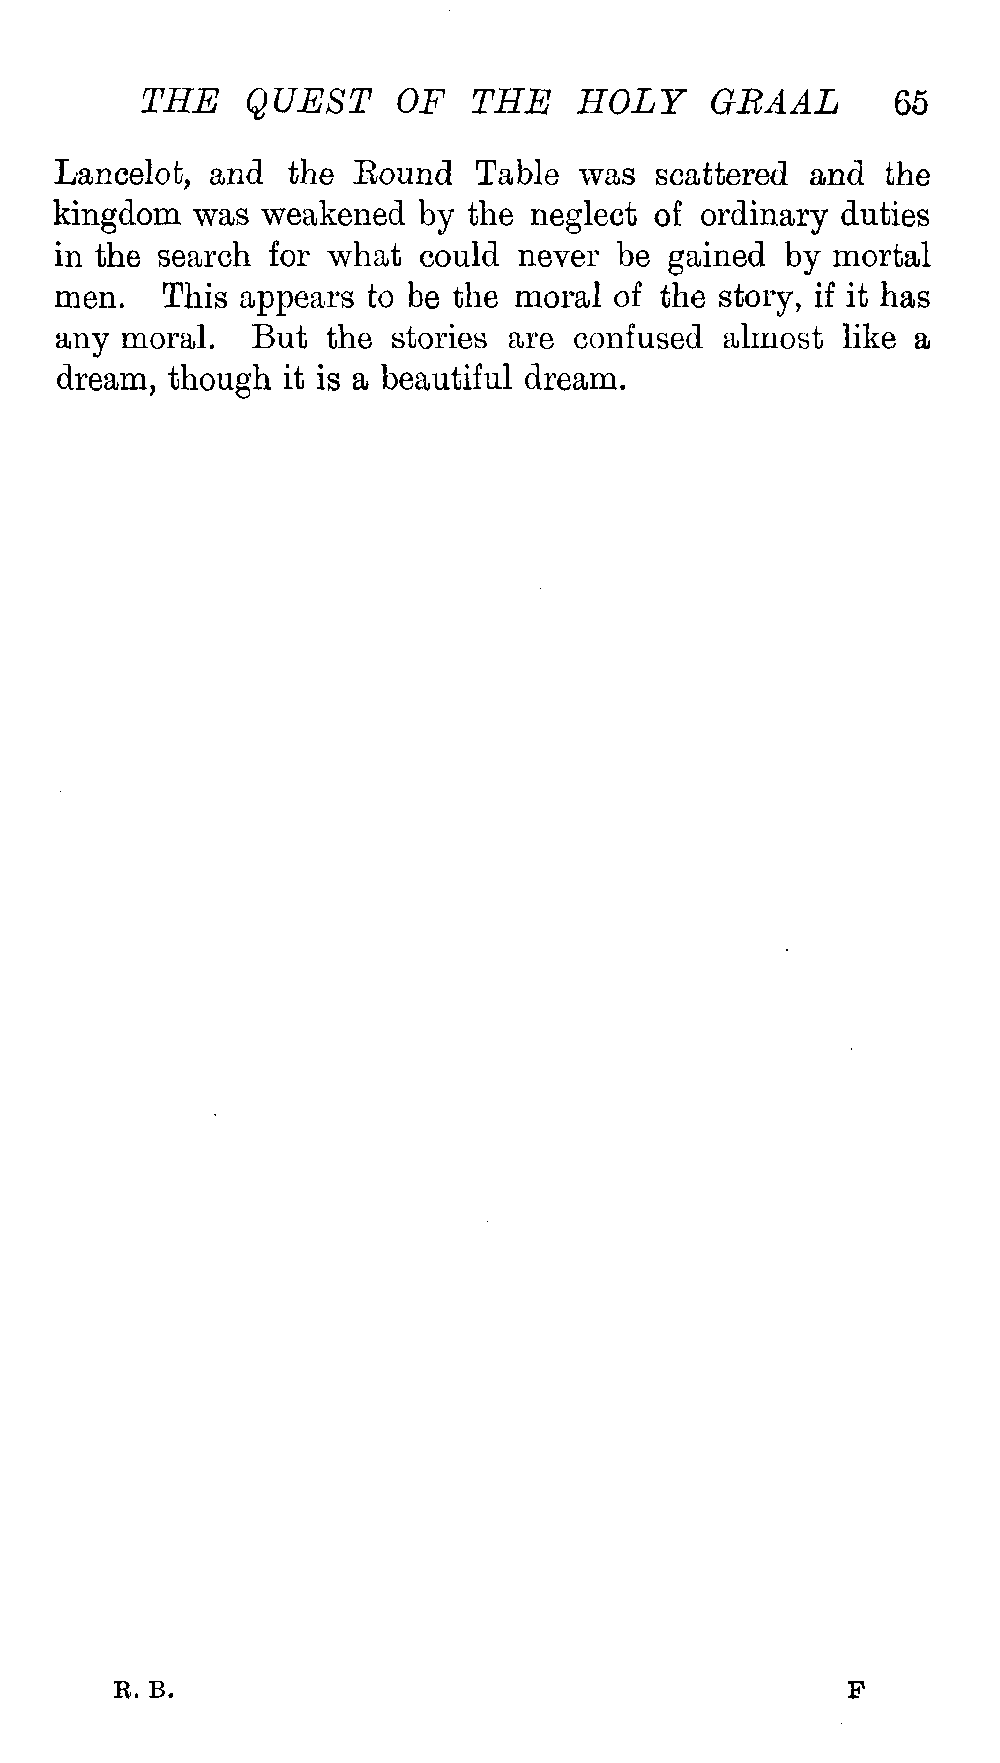 THE QUEST OF THE HOLY GRAAL 65
Lancelot, and the Round Table was scattered and the
kingdom was weakened by the neglect of ordinary duties
in the search for what could never be gained by mortal
men. This appears to be the moral of the story, if it has
any moral. But the stories are confused almost like a
dream, though it is a beautiful dream.
R. B. F